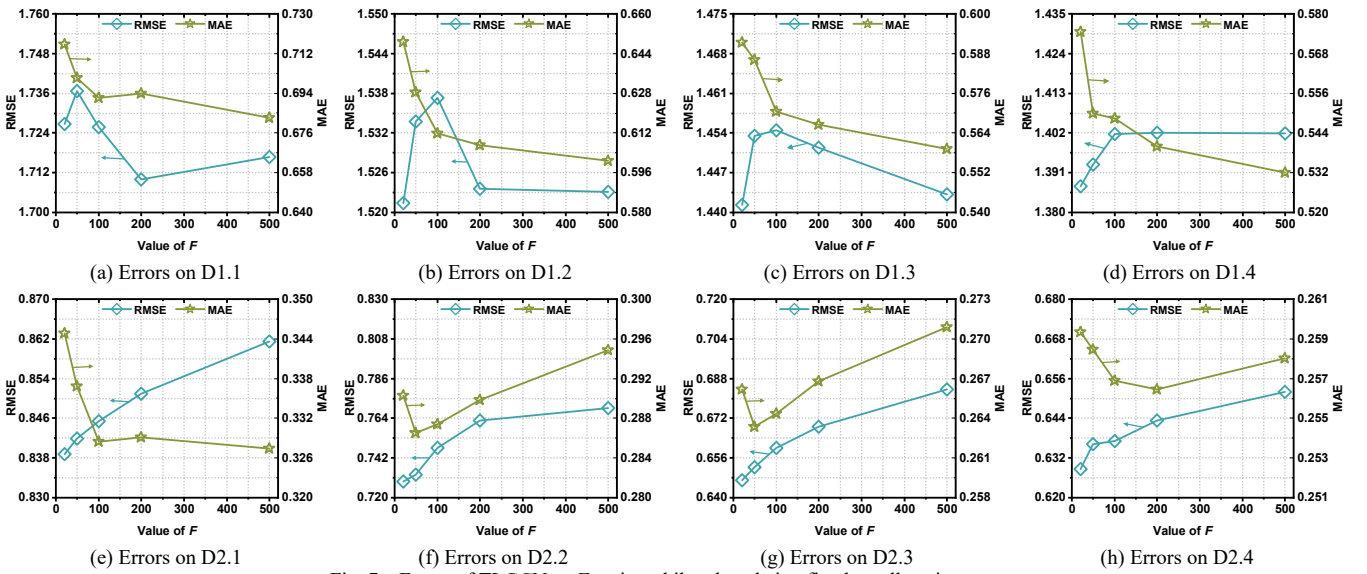 RMSE MAE
1.760
1.748
1.736
1.724
1.712
1.700
RMSE
0.730
0.712
0.694
0.676
0.658
0.640
MAE
0 100 200 300 400 500
Value of F
(a) Errors on D1.1
RMSE MAE
1.550
1.544
1.538
1.532
1.526
1.520
RMSE
0.660
0.644
0.628
0.612
0.596
0.580
MAE
0 100 200 300 400 500
Value of F
(b) Errors on D1.2
RMSE MAE
1.475
1.468
1.461
1.454
1.447
1.440
RMSE
0.600
0.588
0.576
0.564
0.552
0.540
MAE
0 100 200 300 400 500
Value of F
(c) Errors on D1.3
RMSE MAE
1.435
1.424
1.413
1.402
1.391
1.380
RMSE
0.580
0.568
0.556
0.544
0.532
0.520
MAE
0 100 200 300 400 500
Value of F
(d) Errors on D1.4
RMSE MAE
0.870
0.862
0.854
0.846
0.838
0.830
RMSE
0.350
0.344
0.338
0.332
0.326
0.320
MAE
0 100 200 300 400 500
Value of F
(e) Errors on D2.1
RMSE MAE
0.830
0.808
0.786
0.764
0.742
0.720
RMSE
0.300
0.296
0.292
0.288
0.284
0.280
MAE
0 100 200 300 400 500
Value of F
(f) Errors on D2.2
RMSE MAE
0.720
0.704
0.688
0.672
0.656
0.640
RMSE
0.273
0.270
0.267
0.264
0.261
0.258
MAE
0 100 200 300 400 500
Value of F
(g) Errors on D2.3
RMSE MAE
0.680
0.668
0.656
0.644
0.632
0.620
RMSE
0.261
0.259
0.257
0.255
0.253
0.251
MAE
0 100 200 300 400 500
Value of F
(h) Errors on D2.4